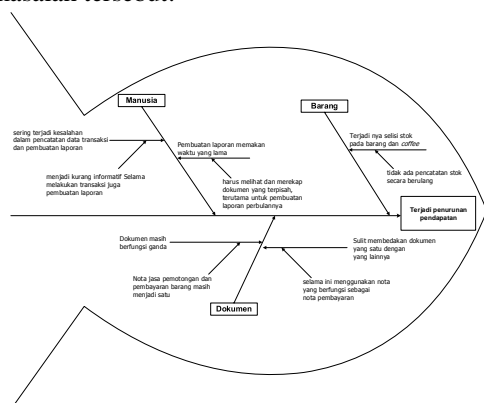 masalah tersebut.
Manusia
Barang
sering terjadi kesalahan
dalam pencatatan data transaksi
dan pembuatan laporan
Pembuatan laporan memakan
waktu yang lama
Terjadi nya selisi stok
pada barang dan coffee
menjadi kurang informatif Selama
melakukan transaksi juga
pembuatan laporan
harus melihat dan merekap
dokumen yang terpisah,
terutama untuk pembuatan
laporan perbulannya
tidak ada pencatatan stok
secara berulang
Terjadi penurunan
pendapatan
Dokumen masih
berfungsi ganda
Sulit membedakan dokumen
yang satu dengan
yang lainnya
Nota jasa pemotongan dan
pembayaran barang masih
menjadi satu
selama ini menggunakan nota
yang berfungsi sebagai
nota pembayaran
Dokumen